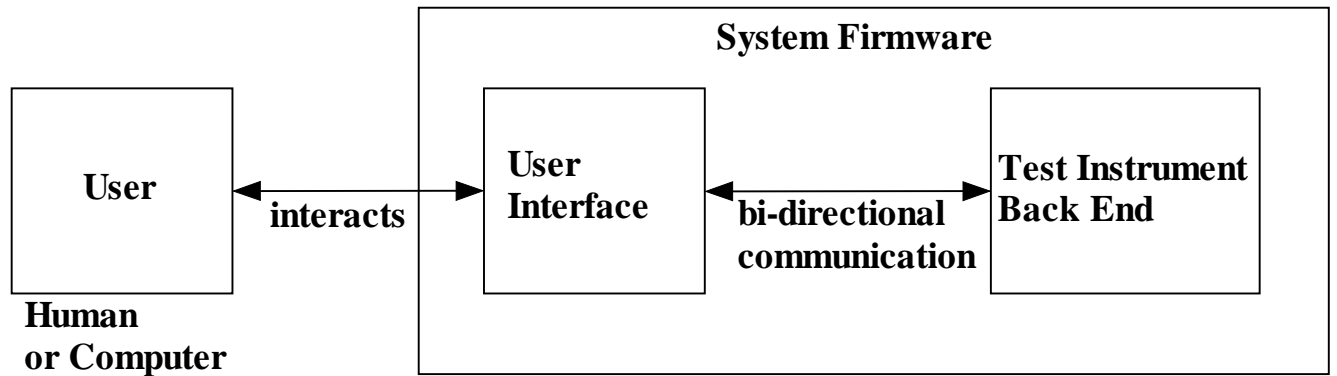 System Firmware
User
Human
or Computer
interacts
User
Interface
bi-directional
communication
Test Instrument
Back End